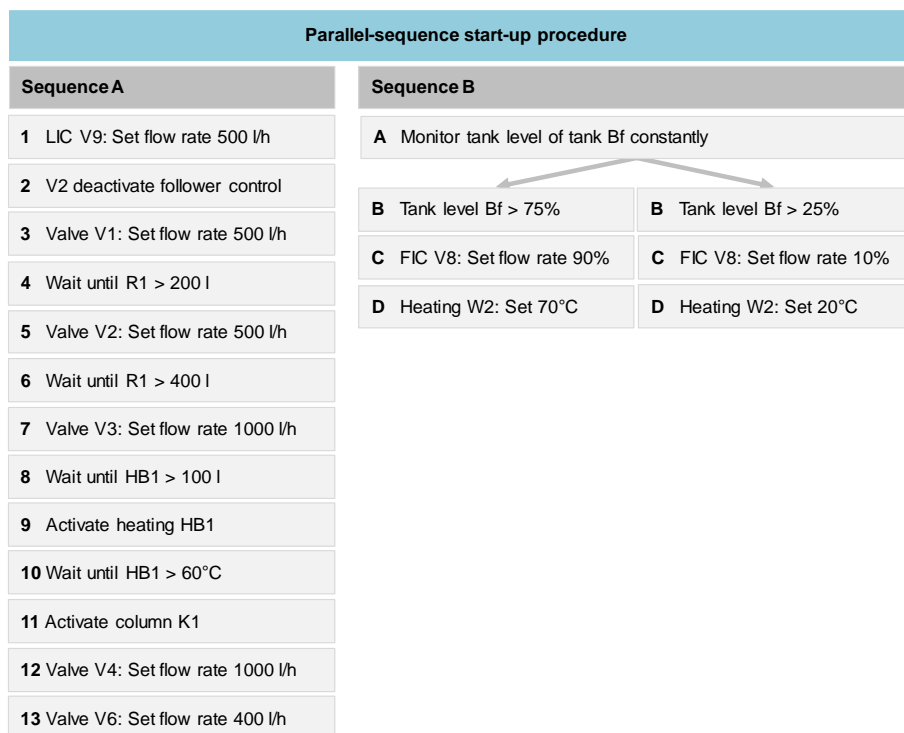 Parallel-sequence start-up procedure
Sequence A
1 LIC V9: Set flow rate 500 l/h
2 V2 deactivate follower control
3 Valve V1: Set flow rate 500 l/h
4 Wait until R1 > 200 l
5 Valve V2: Set flow rate 500 l/h
6 Wait until R1 > 400 l
7 Valve V3: Set flow rate 1000 l/h
8 Wait until HB1 > 100 l
9 Activate heating HB1
10 Wait until HB1 > 60°C
11 Activate column K1
12 Valve V4: Set flow rate 1000 l/h
13 Valve V6: Set flow rate 400 l/h
Sequence B
A Monitor tank level of tank Bf constantly
B Tank level Bf > 75%
C FIC V8: Set flow rate 90%
D Heating W2: Set 70°C
B Tank level Bf > 25%
C FIC V8: Set flow rate 10%
D Heating W2: Set 20°C